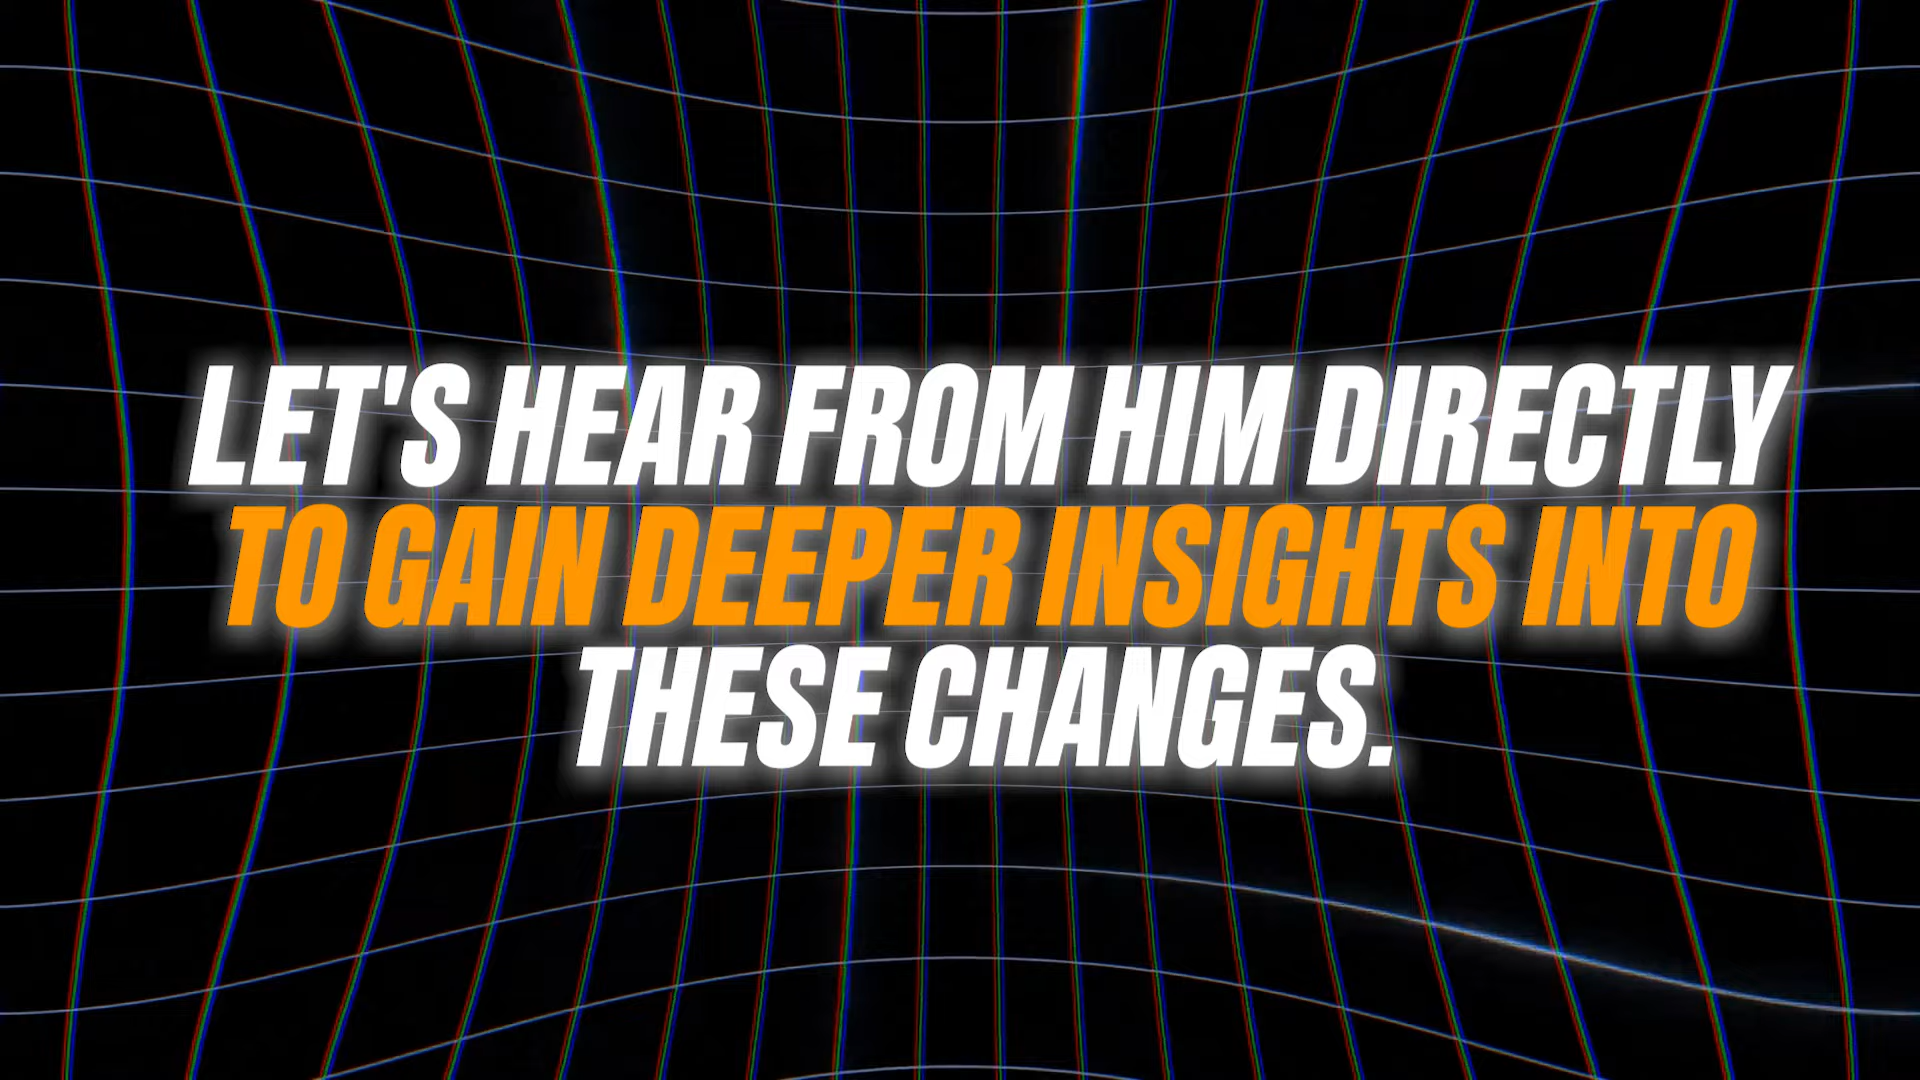 LET'S HEAR FROM HIM DIRECTLY
TO GAIN DEEPER INSIGHTS INTO
THESE CHANGES.